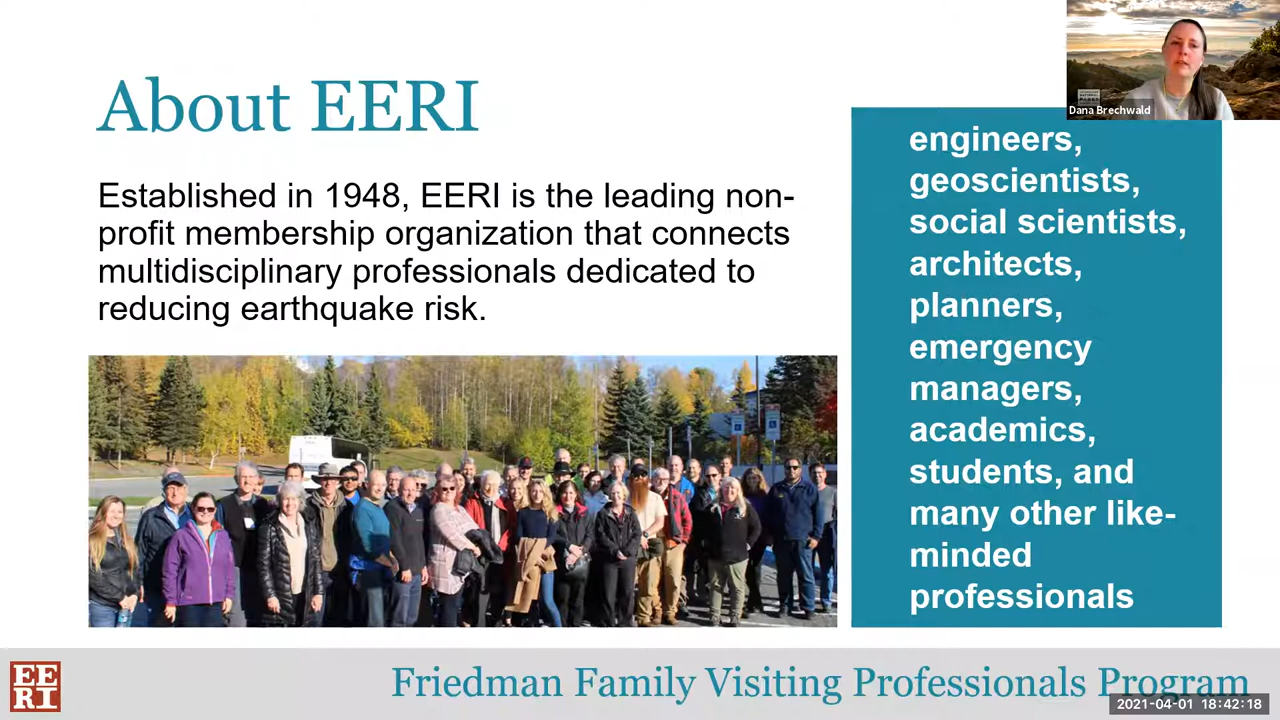 About EERI
Established in 1948, EERI is the leading non-
profit membership organization that connects
multidisciplinary professionals dedicated to
reducing earthquake risk.
Dana Brechwald
engineers,
geoscientists,
social scientists,
architects,
planners,
emergency
managers,
academics,
students, and
many other like-
minded
professionals
EE
RI
Friedman Family Visiting Professionals Program
2021-04-01 18:42:18